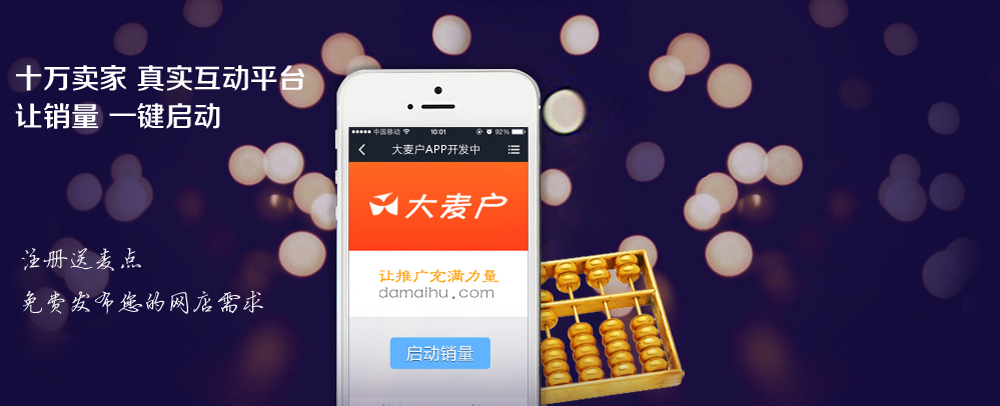 十万卖家 真实互动平台
让销量 一键启动
注册送麦点
免费发布您的网店需求
中国移动 10:01 92%
大麦户APP开发中
大麦户
让推广充满力量
damaihu.com
启动销量